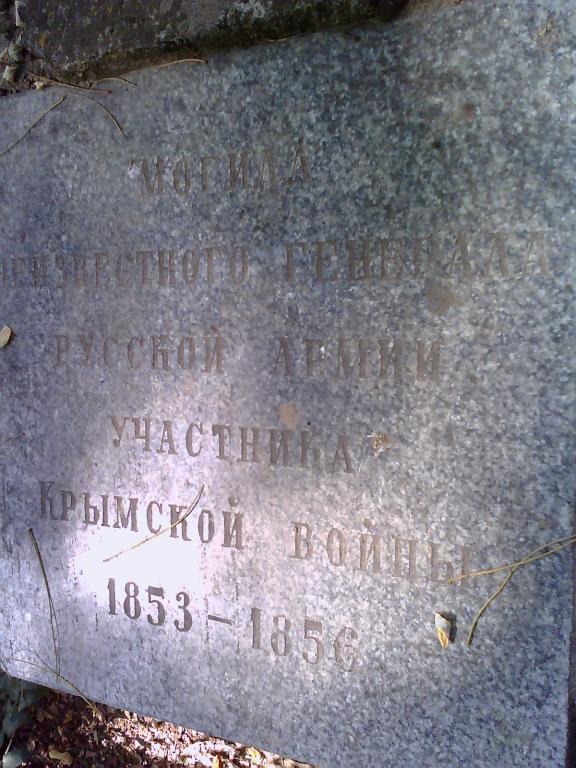 МОГИЛА
НЕИЗВЕСТНОГО ГЕНЕРАЛА
РУССКОЙ АРМИИ
УЧАСТНИКА
КРЫМСКОЙ ВОЙНЫ
1853-1856